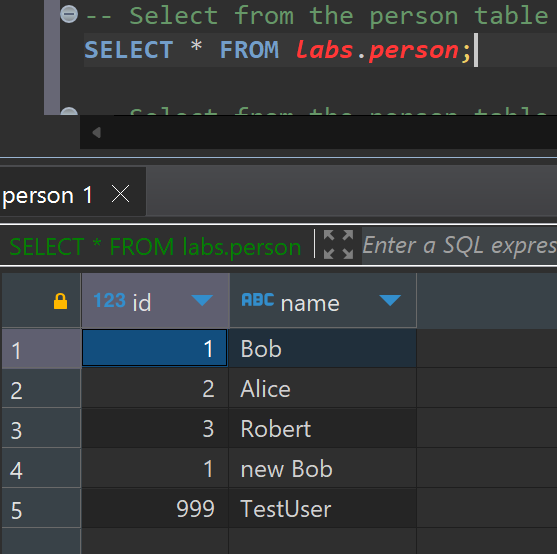 -- Select from the person table
SELECT * FROM labs.person;
Select from the person table
person 1
SELECT * FROM labs.person Enter a SQL expres
123 id ABC name
1 1 Bob
2 2 Alice
3 3 Robert
4 1 new Bob
5 999 TestUser